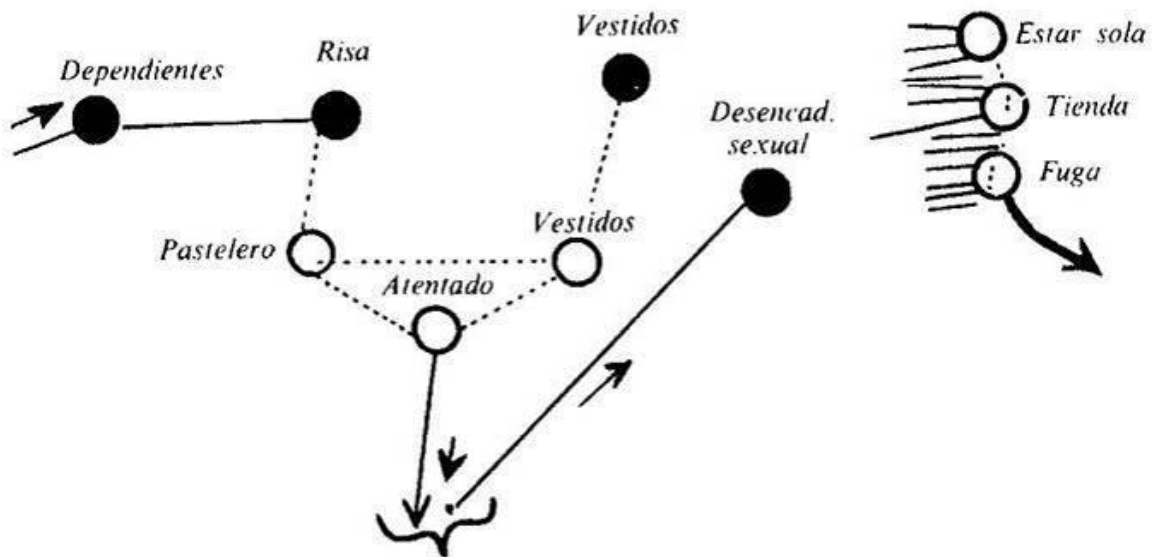 Dependientes
Risa
Vestidos
Desencad.
sexual
Estar sola
Tienda
Fuga
Pastelero
Vestidos
Atentado